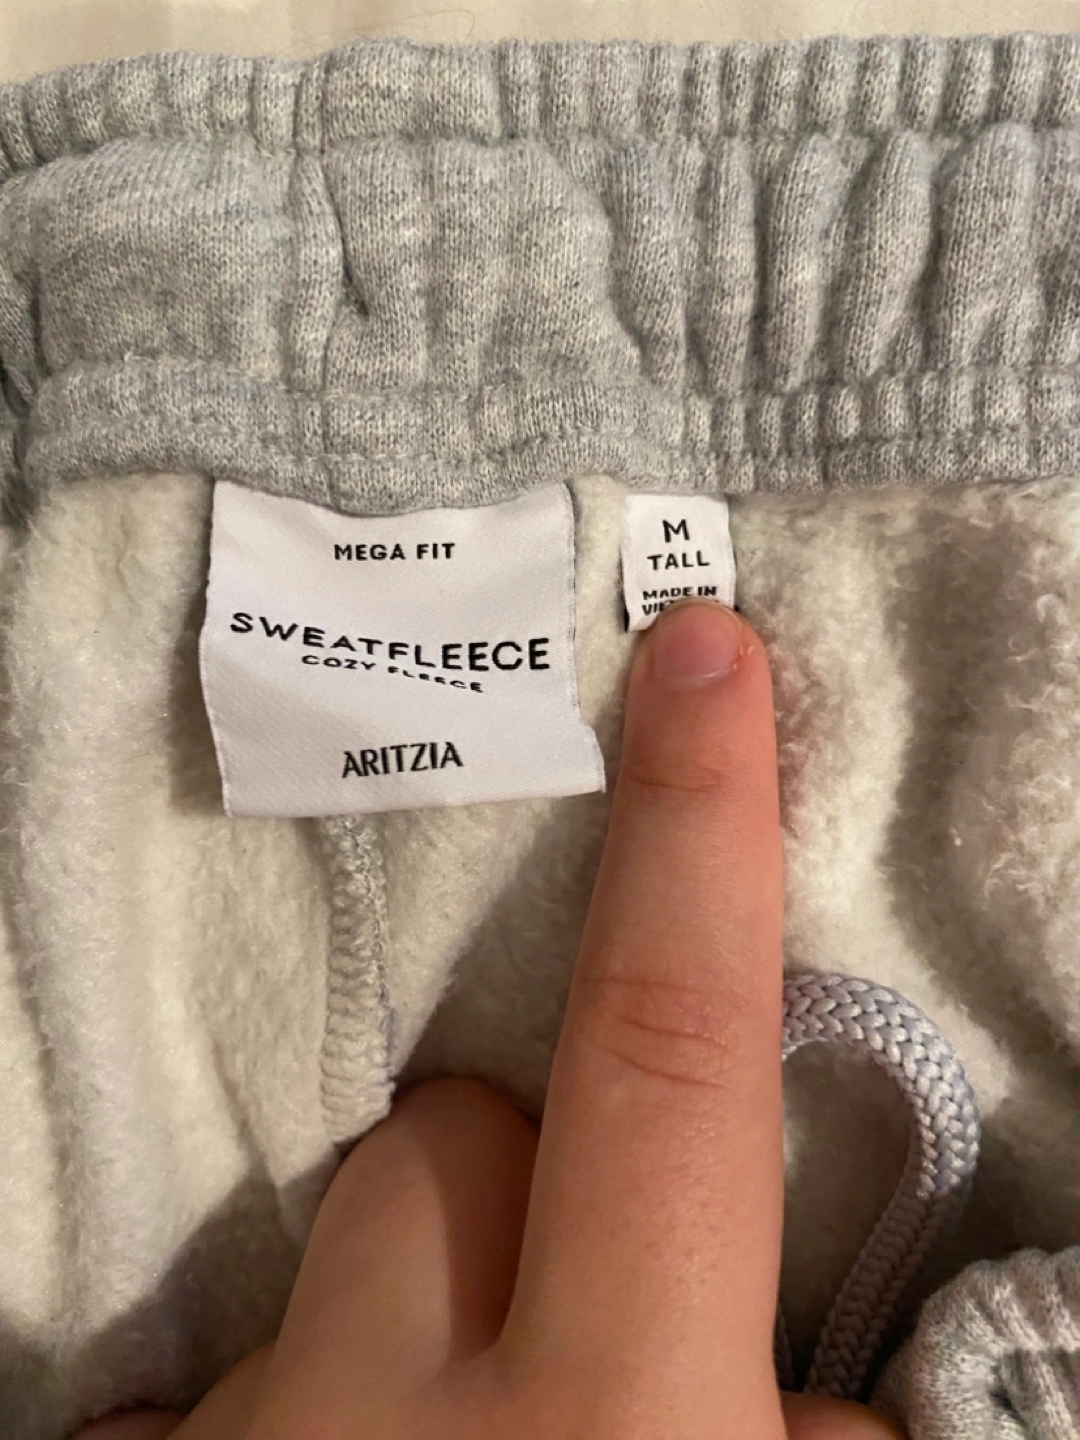 MEGA FIT
SWEATFLEECE
COZY FLEECE
ARITZIA
M
TALL
MADE IN